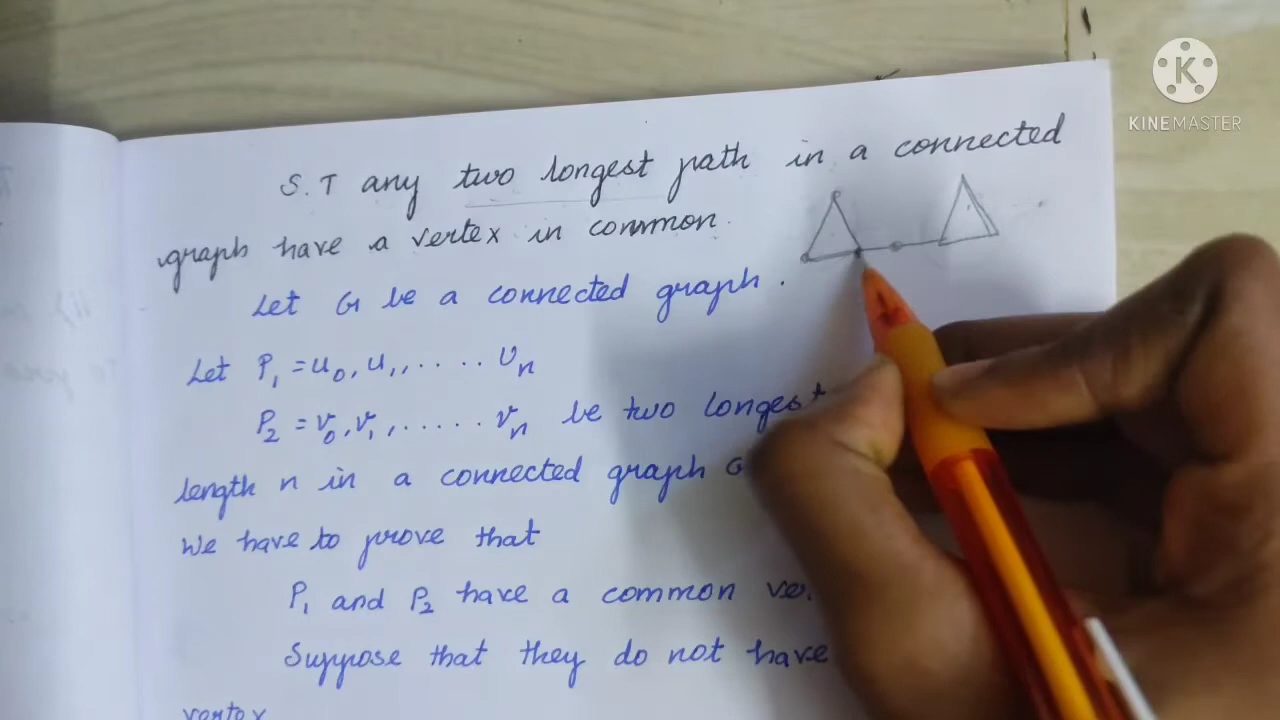 KINEMASTER
S.T any two longest path in a connected
graph have a vertex in common.
Let G be a connected graph.
Let P₁ = u₀, u₁, ..... Un
P₂ = v₀, v₁, ...... vn be two longest
length n in a connected graph G
We have to prove that
P₁ and P₂ have a common
Suppose that they do not have
vertex